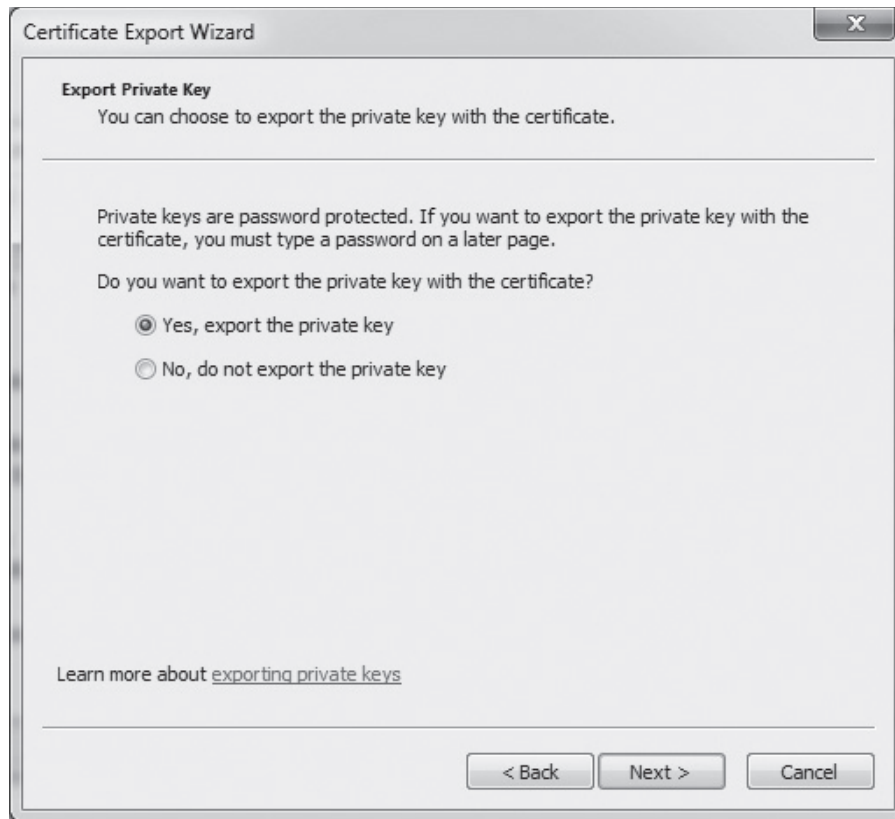 Certificate Export Wizard
Export Private Key
You can choose to export the private key with the certificate.
Private keys are password protected. If you want to export the private key with the
certificate, you must type a password on a later page.
Do you want to export the private key with the certificate?
Yes, export the private key
No, do not export the private key
Learn more about exporting private keys
< Back Next > Cancel